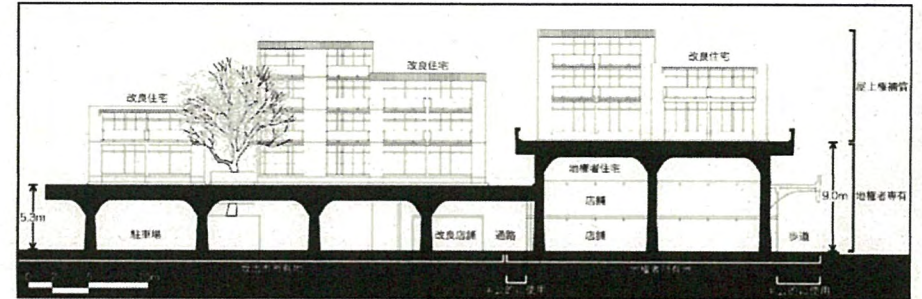 改良住宅
改良住宅
改良住宅
屋上権補償
地権者住宅
9.0m
地権者専有
店舗
5.3m
駐車場
改良店舗
通路
店舗
歩道